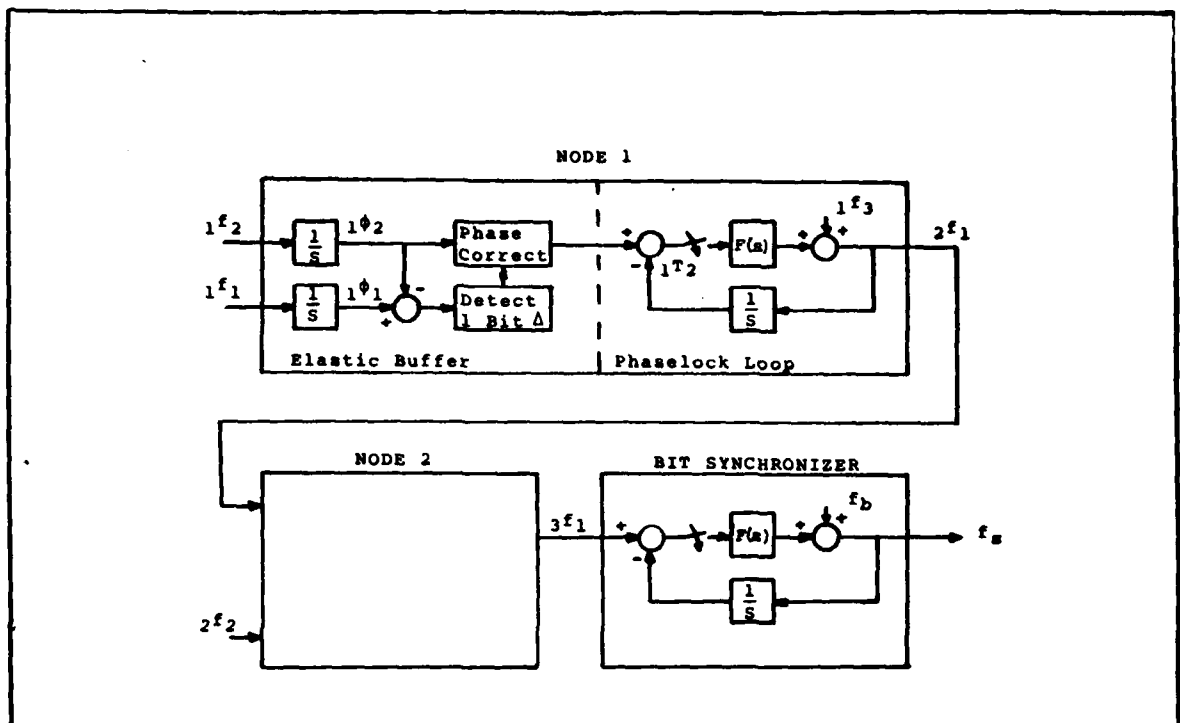 NODE 1
1f2
1/S
1ϕ2
Phase
Correct
+
-
1T2
F(z)
+
+
1f3
2f1
1f1
1/S
1ϕ1
+
-
Detect
1 Bit Δ
1/S
Elastic Buffer
Phaselock Loop
NODE 2
BIT SYNCHRONIZER
3f1
+
-
F(z)
+
+
fb
fs
1/S
2f2